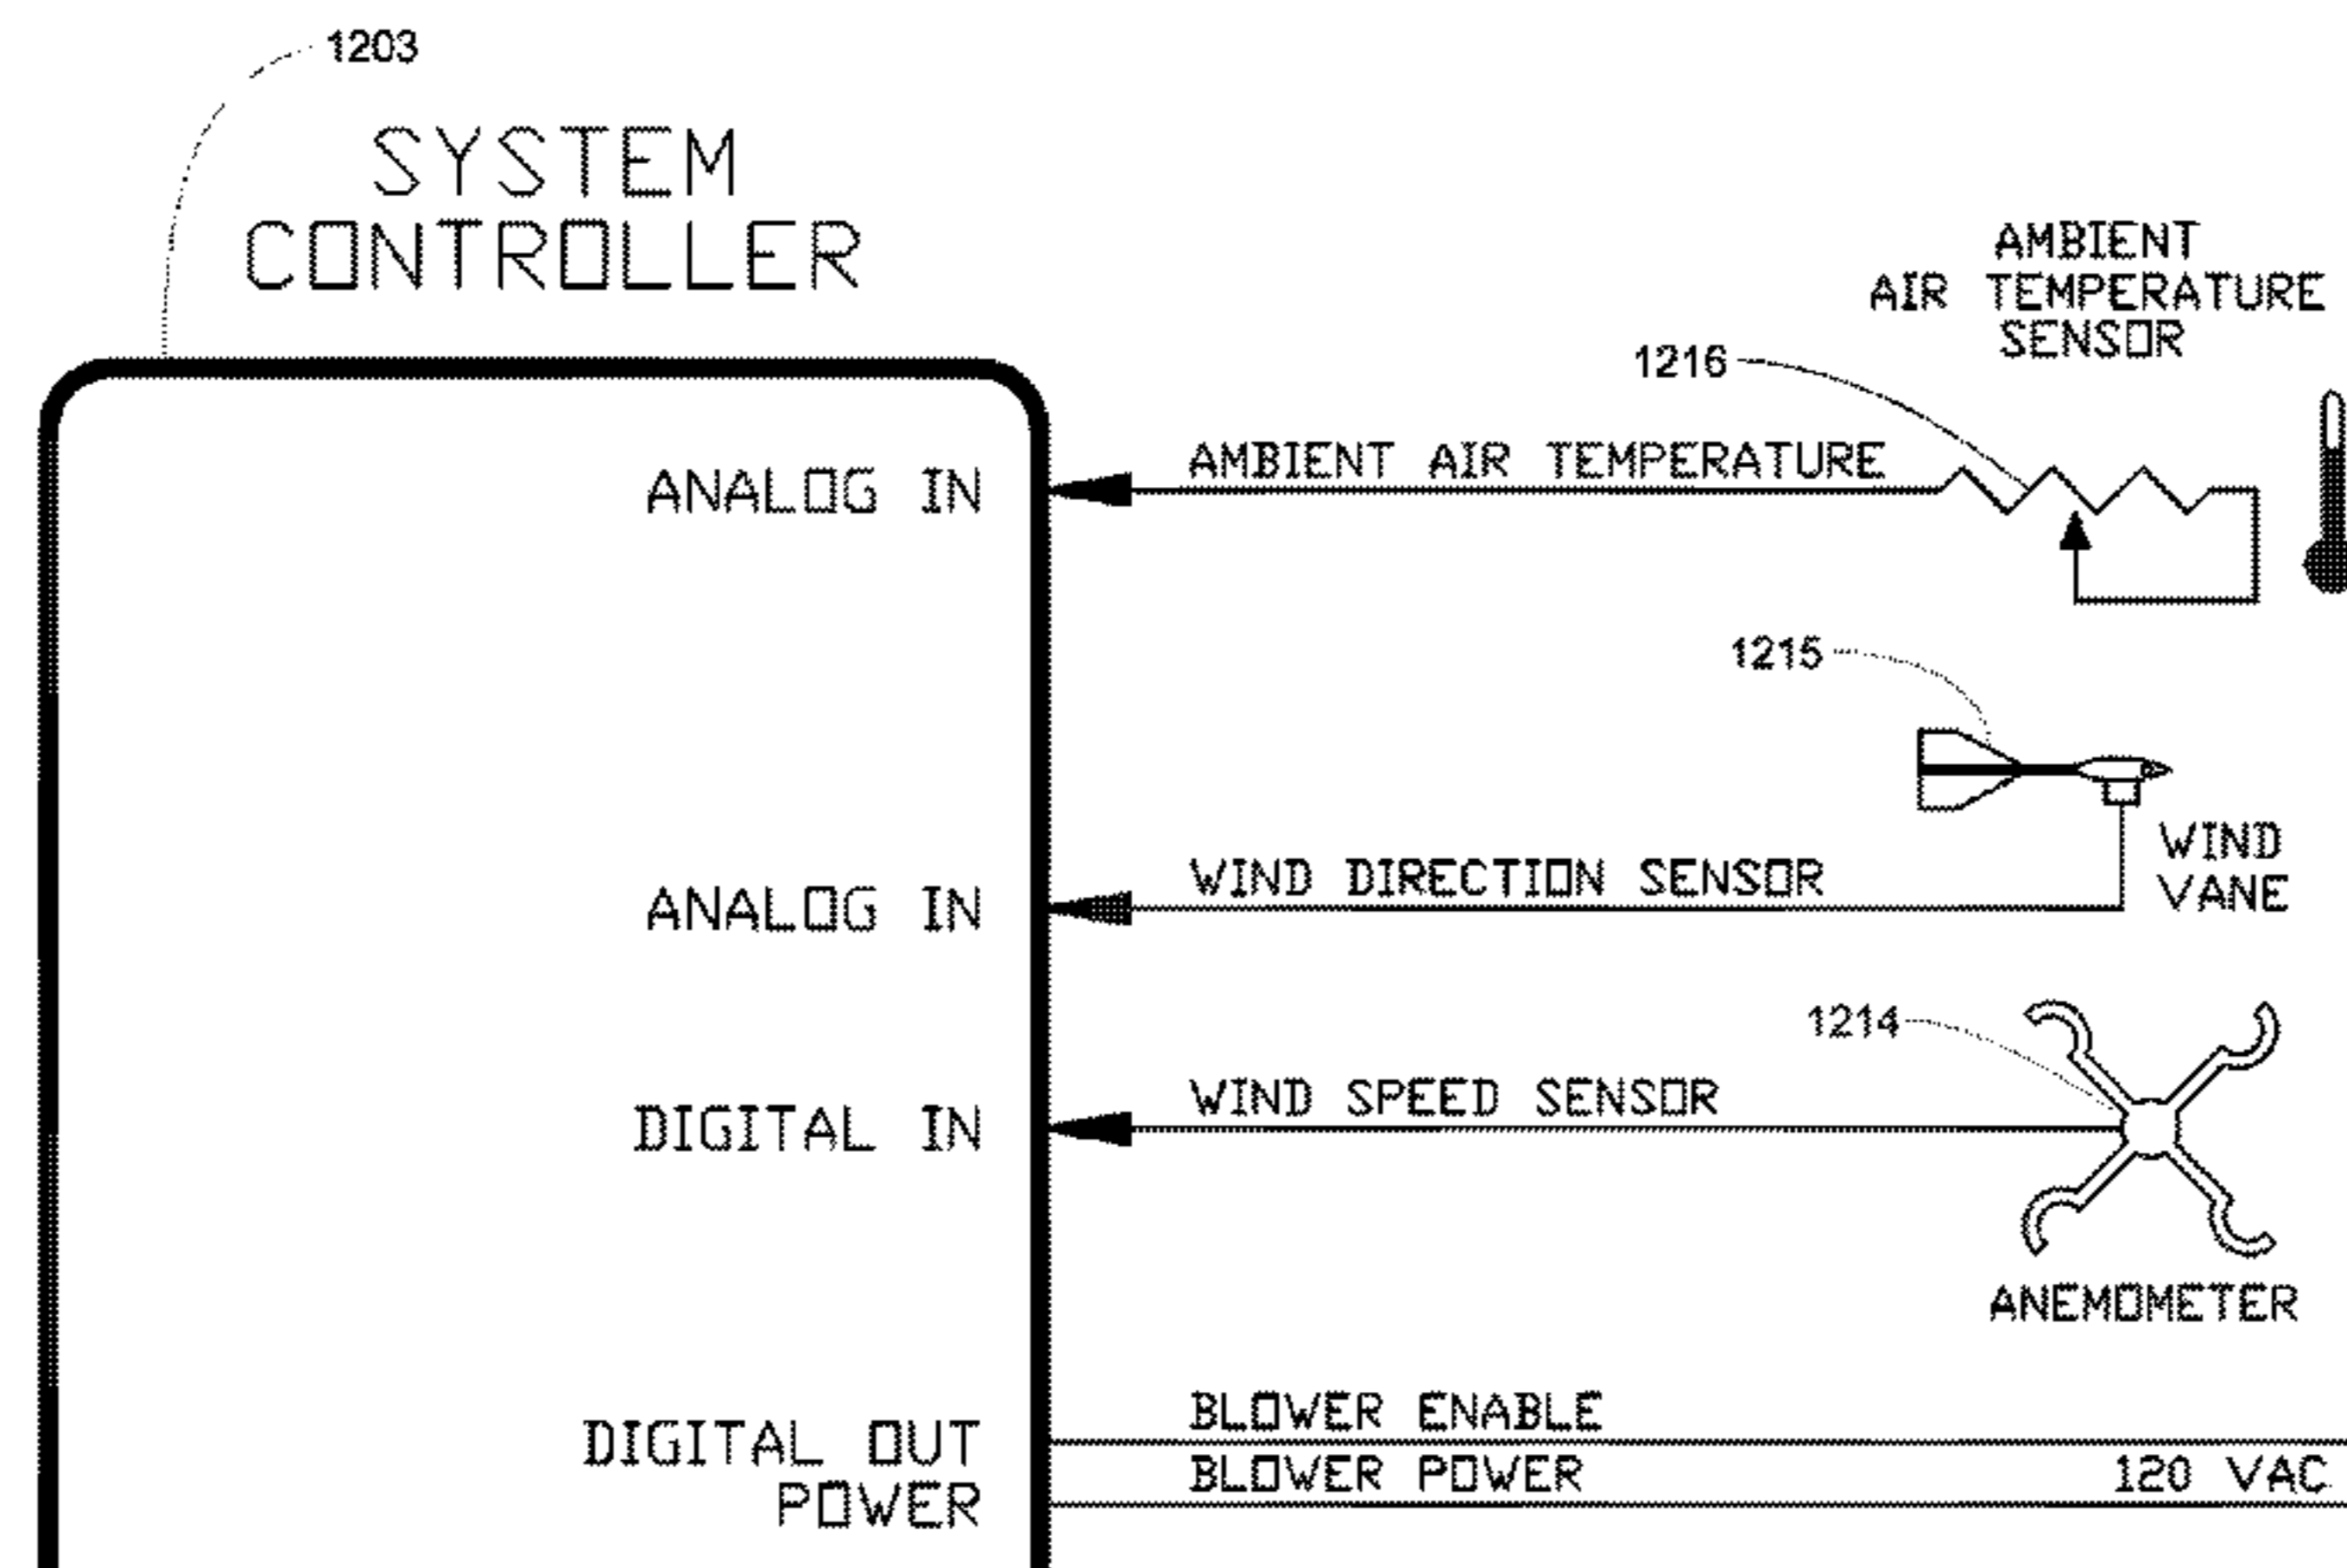 1203
SYSTEM
CONTROLLER
AMBIENT
AIR TEMPERATURE
SENSOR
1216
AMBIENT AIR TEMPERATURE
ANALOG IN
1215
WIND
VANE
WIND DIRECTION SENSOR
ANALOG IN
1214
WIND SPEED SENSOR
DIGITAL IN
ANEMOMETER
BLOWER ENABLE
DIGITAL OUT
BLOWER POWER 120 VAC
POWER